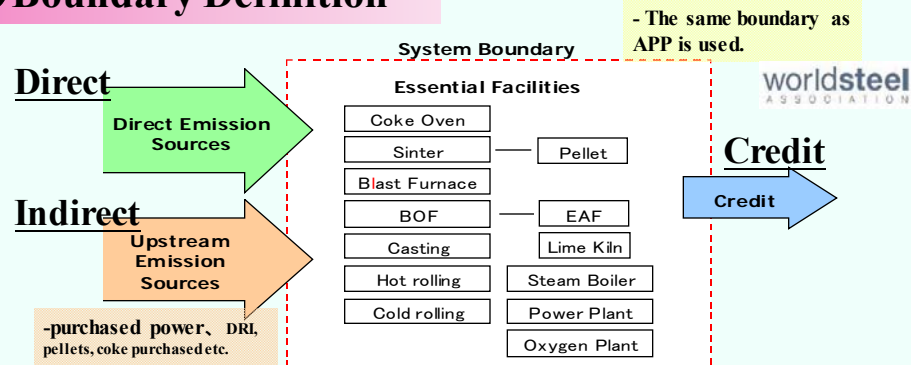 Boundary Definition
- The same boundary as
APP is used.
System Boundary
worldsteel
ASSOCIATION
Direct
Direct Emission
Sources
Indirect
Upstream
Emission
Sources
-purchased power、DRI,
pellets, coke purchased etc.
Essential Facilities
Coke Oven
Sinter
Pellet
Blast Furnace
BOF
EAF
Casting
Lime Kiln
Hot rolling
Steam Boiler
Cold rolling
Power Plant
Oxygen Plant
Credit
Credit